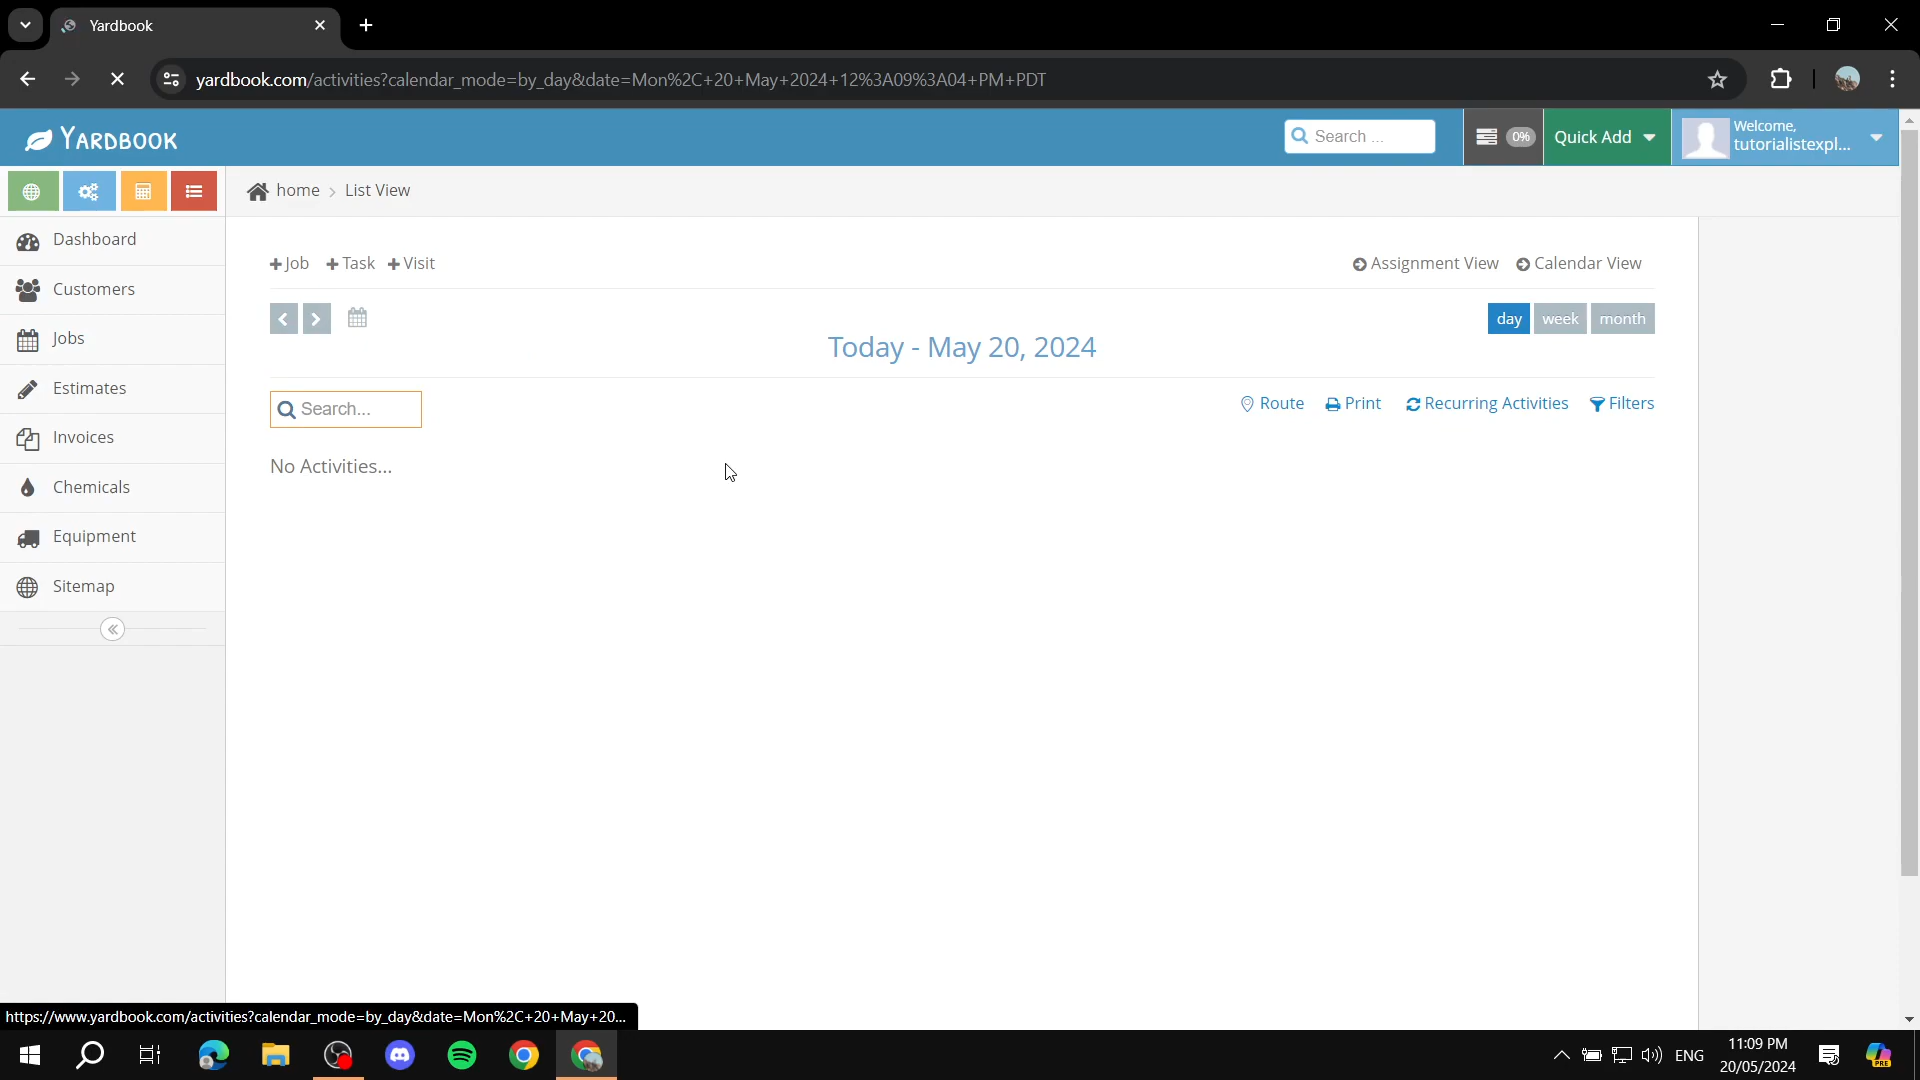 Yardbook
yardbook.com/activities?calendar_mode=by_day&date=Mon%2C+20+May+2024+12%3A09%3A04+PM+PDT
YARDBOOK
Search ...
0%
Quick Add
Welcome,
tutorialistexpl...
home > List View
Dashboard
Customers
Jobs
Estimates
Invoices
Chemicals
Equipment
Sitemap
+Job +Task +Visit
Assignment View Calendar View
day week month
Today - May 20, 2024
Search...
Route Print Recurring Activities Filters
No Activities...
https://www.yardbook.com/activities?calendar_mode=by_day&date=Mon%2C+20+May+20...
ENG
11:09 PM
20/05/2024
PRE